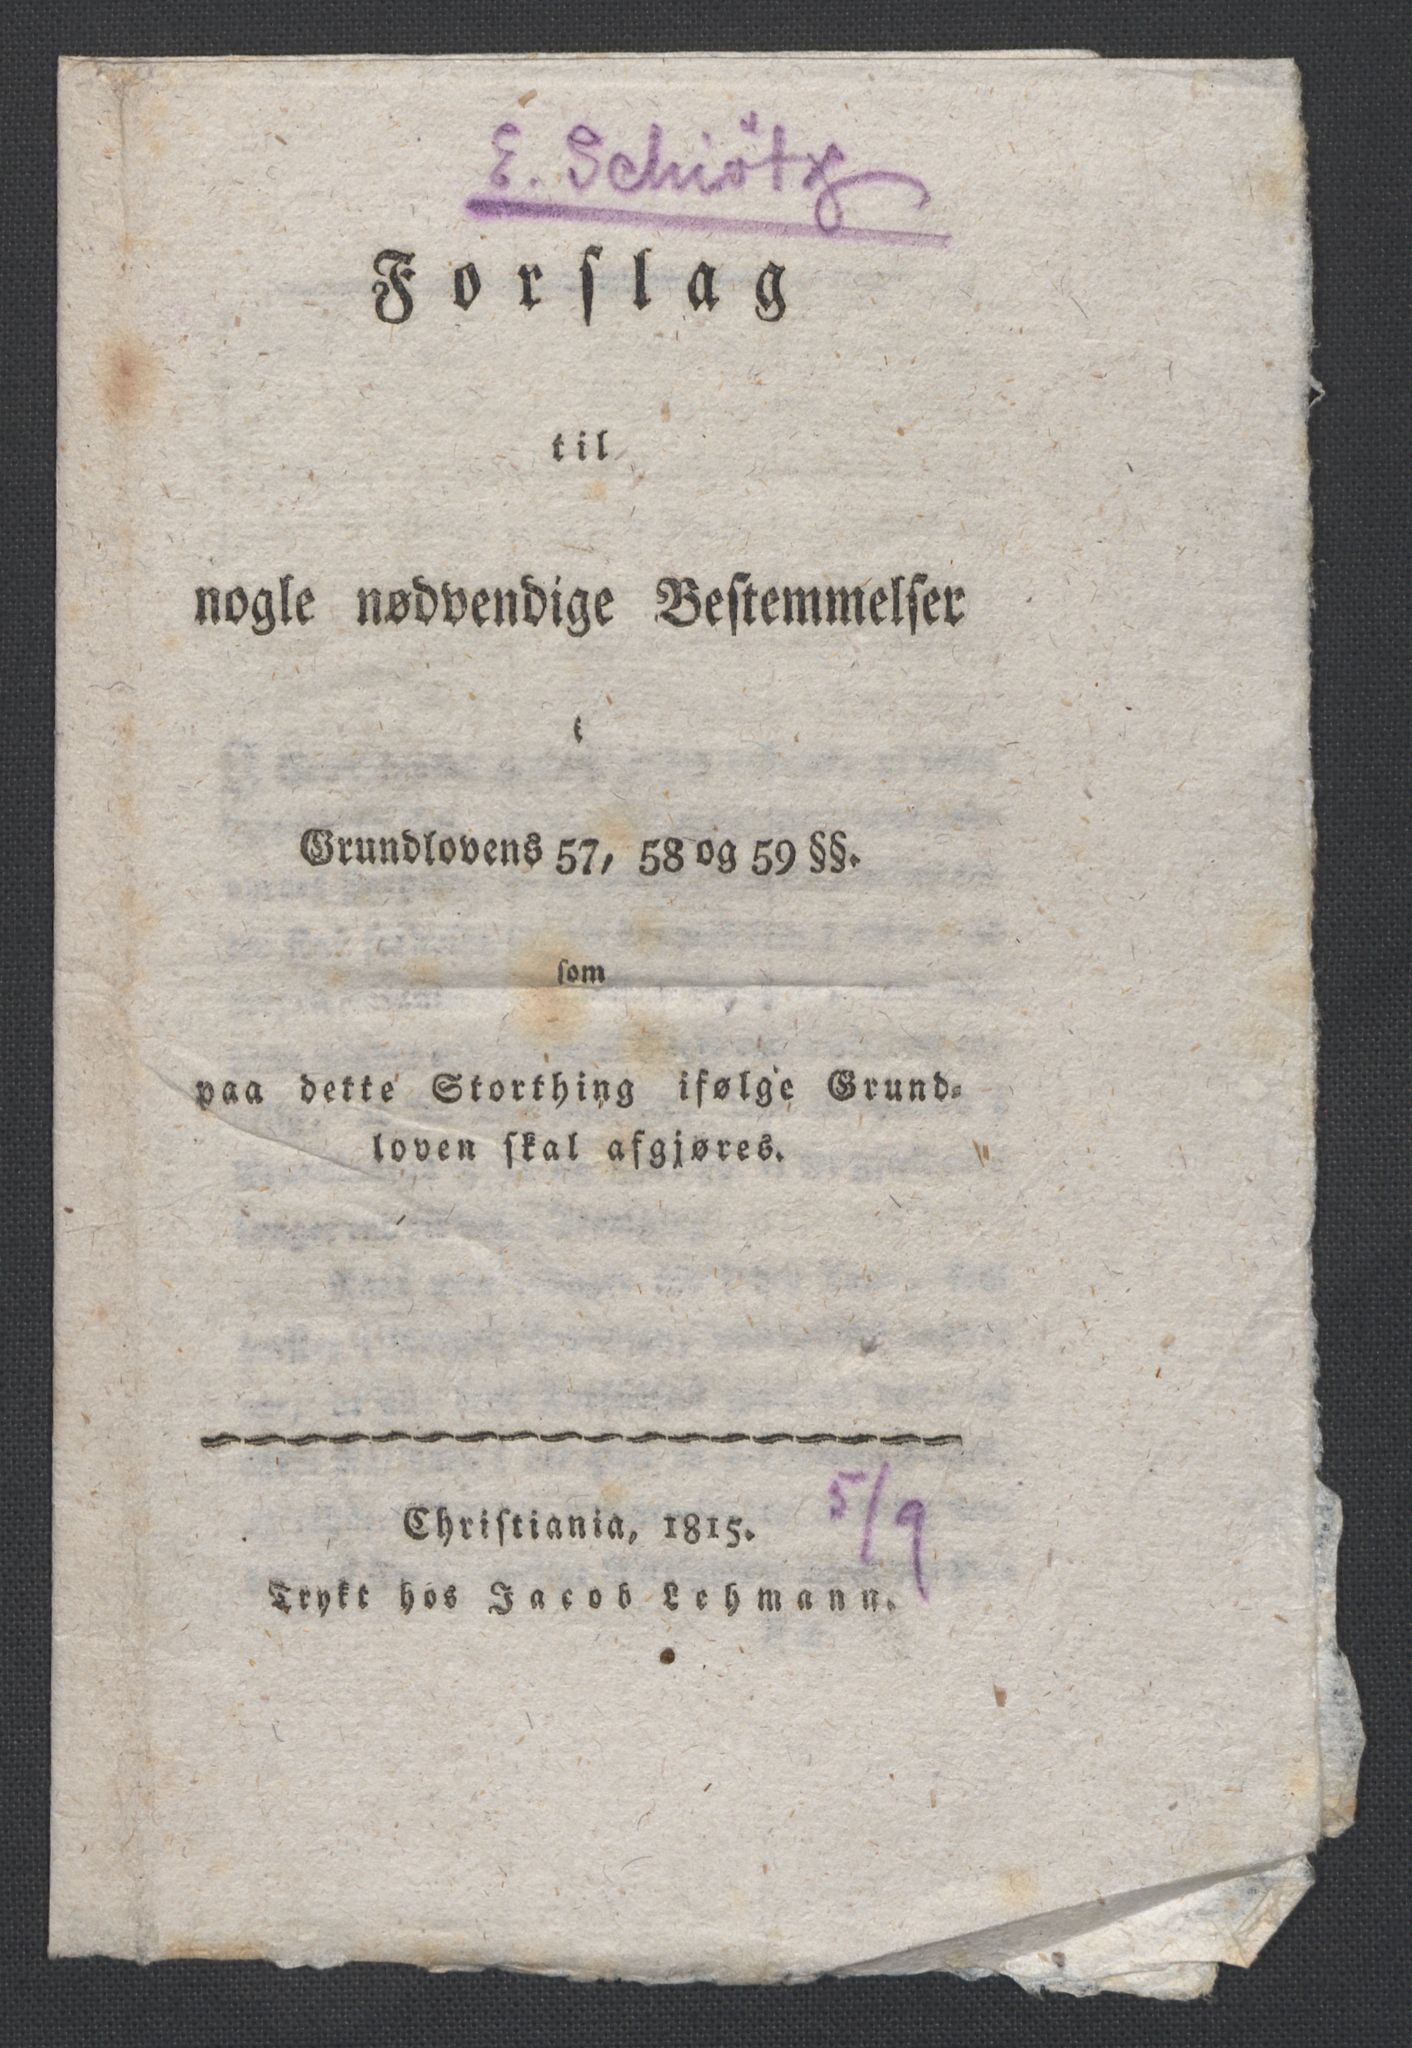 E. Schiötz
Forslag
til
nogle nødvendige Bestemmelser
i
Grundlovens 57, 58 og 59 §§.
som
paa dette Storthing ifølge Grund-
loven skal afgjøres.
5/9
Christiania, 1815.
Trykt hos Jacob Lehmann.